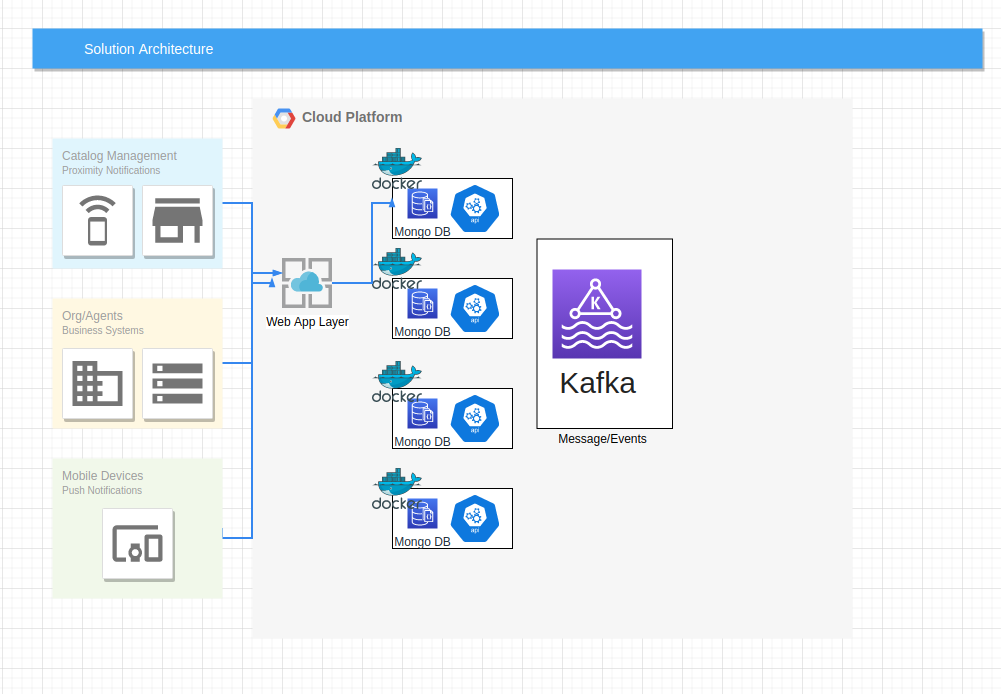 Solution Architecture
Cloud Platform
Catalog Management
Proximity Notifications
Org/Agents
Business Systems
Mobile Devices
Push Notifications
Web App Layer
docker
api
Mongo DB
docker
api
Mongo DB
docker
api
Mongo DB
docker
api
Mongo DB
K
Kafka
Message/Events